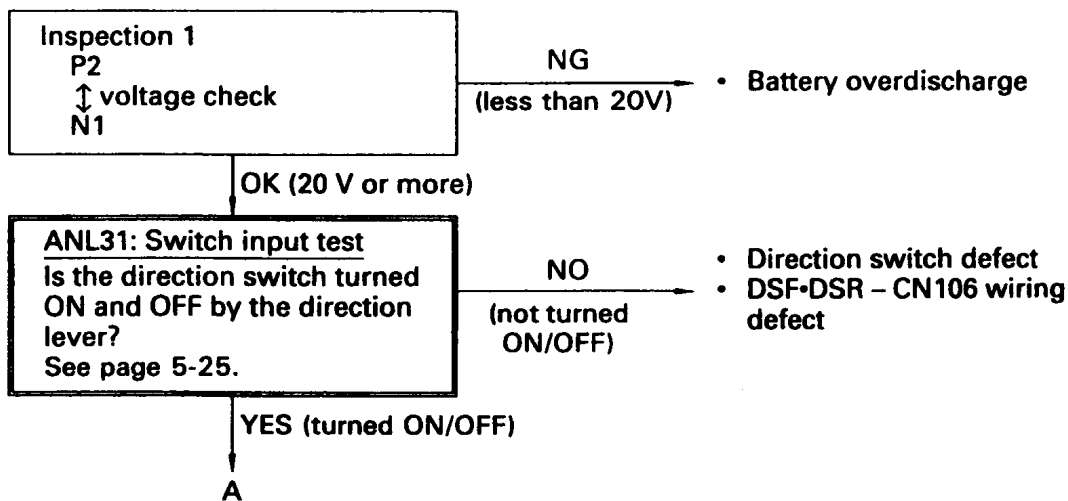 Inspection 1
P2
↕ voltage check
N1
NG
(less than 20V)
• Battery overdischarge
OK (20 V or more)
ANL31: Switch input test
Is the direction switch turned
ON and OFF by the direction
lever?
See page 5-25.
NO
(not turned
ON/OFF)
• Direction switch defect
• DSF•DSR – CN106 wiring
defect
YES (turned ON/OFF)
A